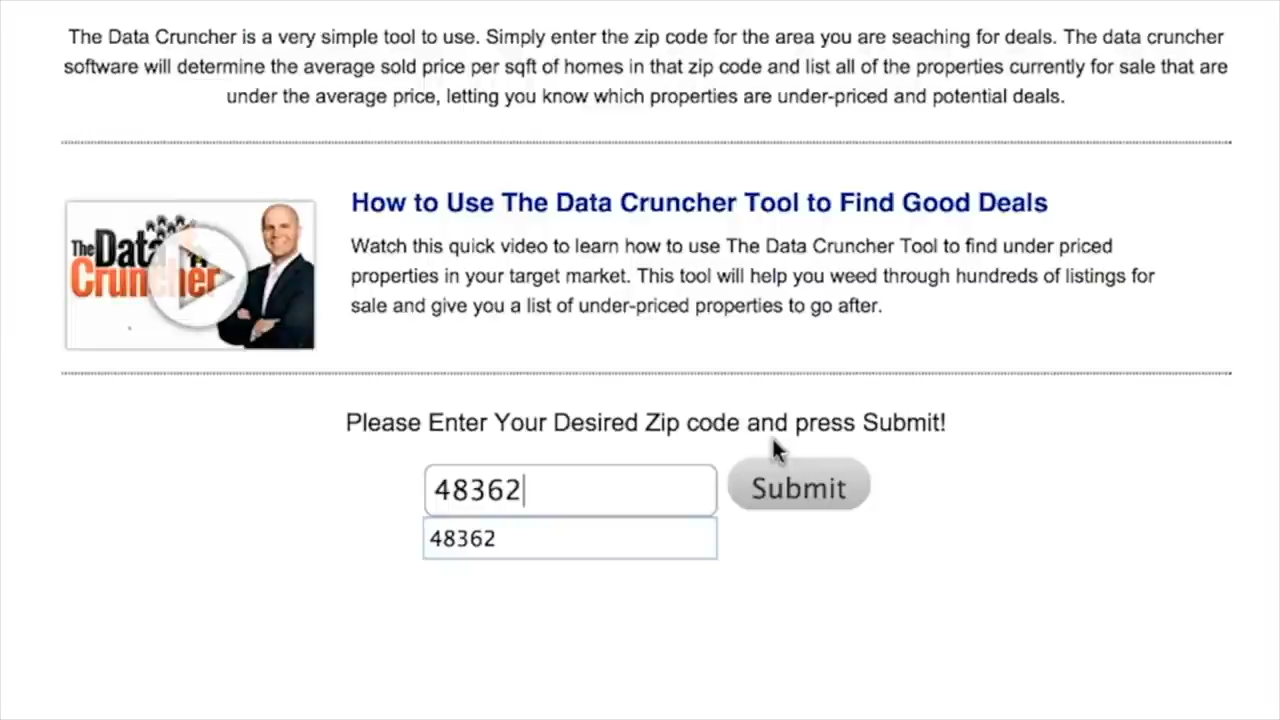 The Data Cruncher is a very simple tool to use. Simply enter the zip code for the area you are seaching for deals. The data cruncher
software will determine the average sold price per sqft of homes in that zip code and list all of the properties currently for sale that are
under the average price, letting you know which properties are under-priced and potential deals.
The Data
Cruncher
How to Use The Data Cruncher Tool to Find Good Deals
Watch this quick video to learn how to use The Data Cruncher Tool to find under priced
properties in your target market. This tool will help you weed through hundreds of listings for
sale and give you a list of under-priced properties to go after.
Please Enter Your Desired Zip code and press Submit!
48362 Submit
48362